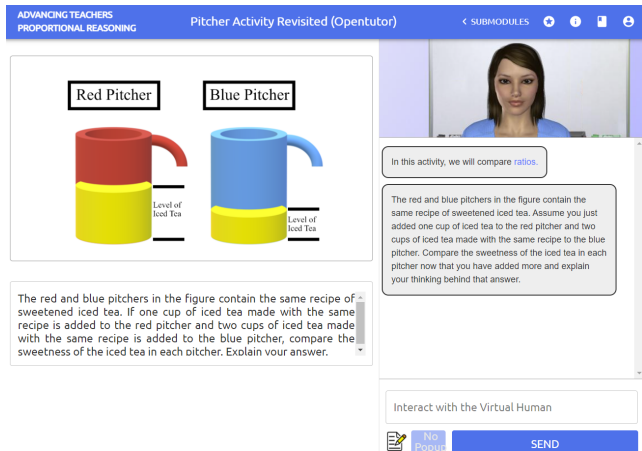 ADVANCING TEACHERS
PROPORTIONAL REASONING
Pitcher Activity Revisited (Opentutor)
< SUBMODULES
Red Pitcher
Blue Pitcher
Level of
Iced Tea
Level of
Iced Tea
The red and blue pitchers in the figure contain the same recipe of
sweetened iced tea. If one cup of iced tea made with the same
recipe is added to the red pitcher and two cups of iced tea made
with the same recipe is added to the blue pitcher, compare the
sweetness of the iced tea in each pitcher. Explain your answer.
In this activity, we will compare ratios.
The red and blue pitchers in the figure contain the
same recipe of sweetened iced tea. Assume you just
added one cup of iced tea to the red pitcher and two
cups of iced tea made with the same recipe to the blue
pitcher. Compare the sweetness of the iced tea in each
pitcher now that you have added more and explain
your thinking behind that answer.
Interact with the Virtual Human
No
Popup
SEND